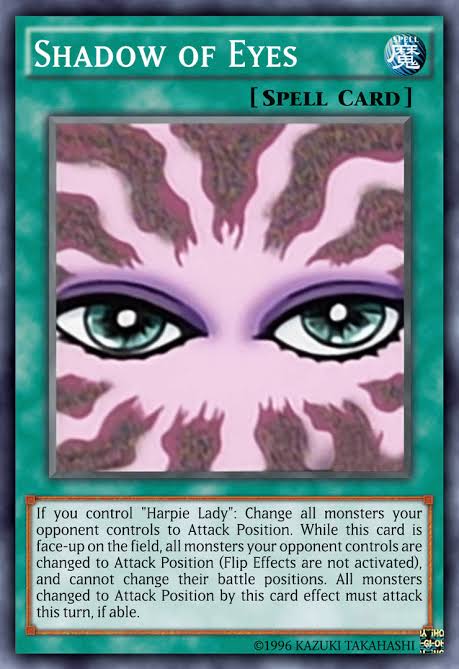 SHADOW OF EYES
SPELL
魔
[SPELL CARD]
If you control "Harpie Lady": Change all monsters your
opponent controls to Attack Position. While this card is
face-up on the field, all monsters your opponent controls are
changed to Attack Position (Flip Effects are not activated),
and cannot change their battle positions. All monsters
changed to Attack Position by this card effect must attack
this turn, if able.
©1996 KAZUKI TAKAHASHI